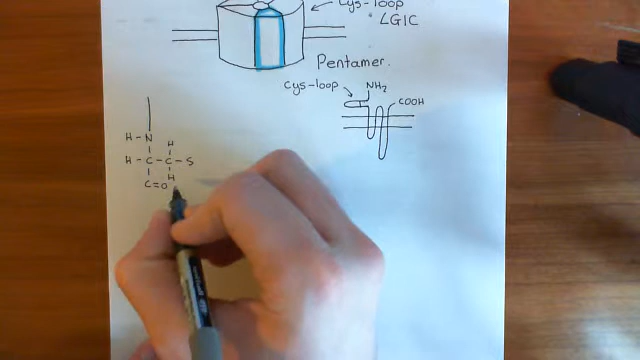 Cys-loop
LGIC
Pentamer.
Cys-loop
NH2
COOH
H-N
H
H-C-C-S
H
C=O